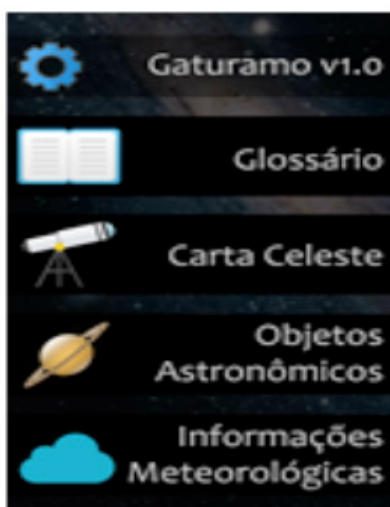 Gaturamo v1.0
Glossário
Carta Celeste
Objetos
Astronômicos
Informações
Meteorológicas